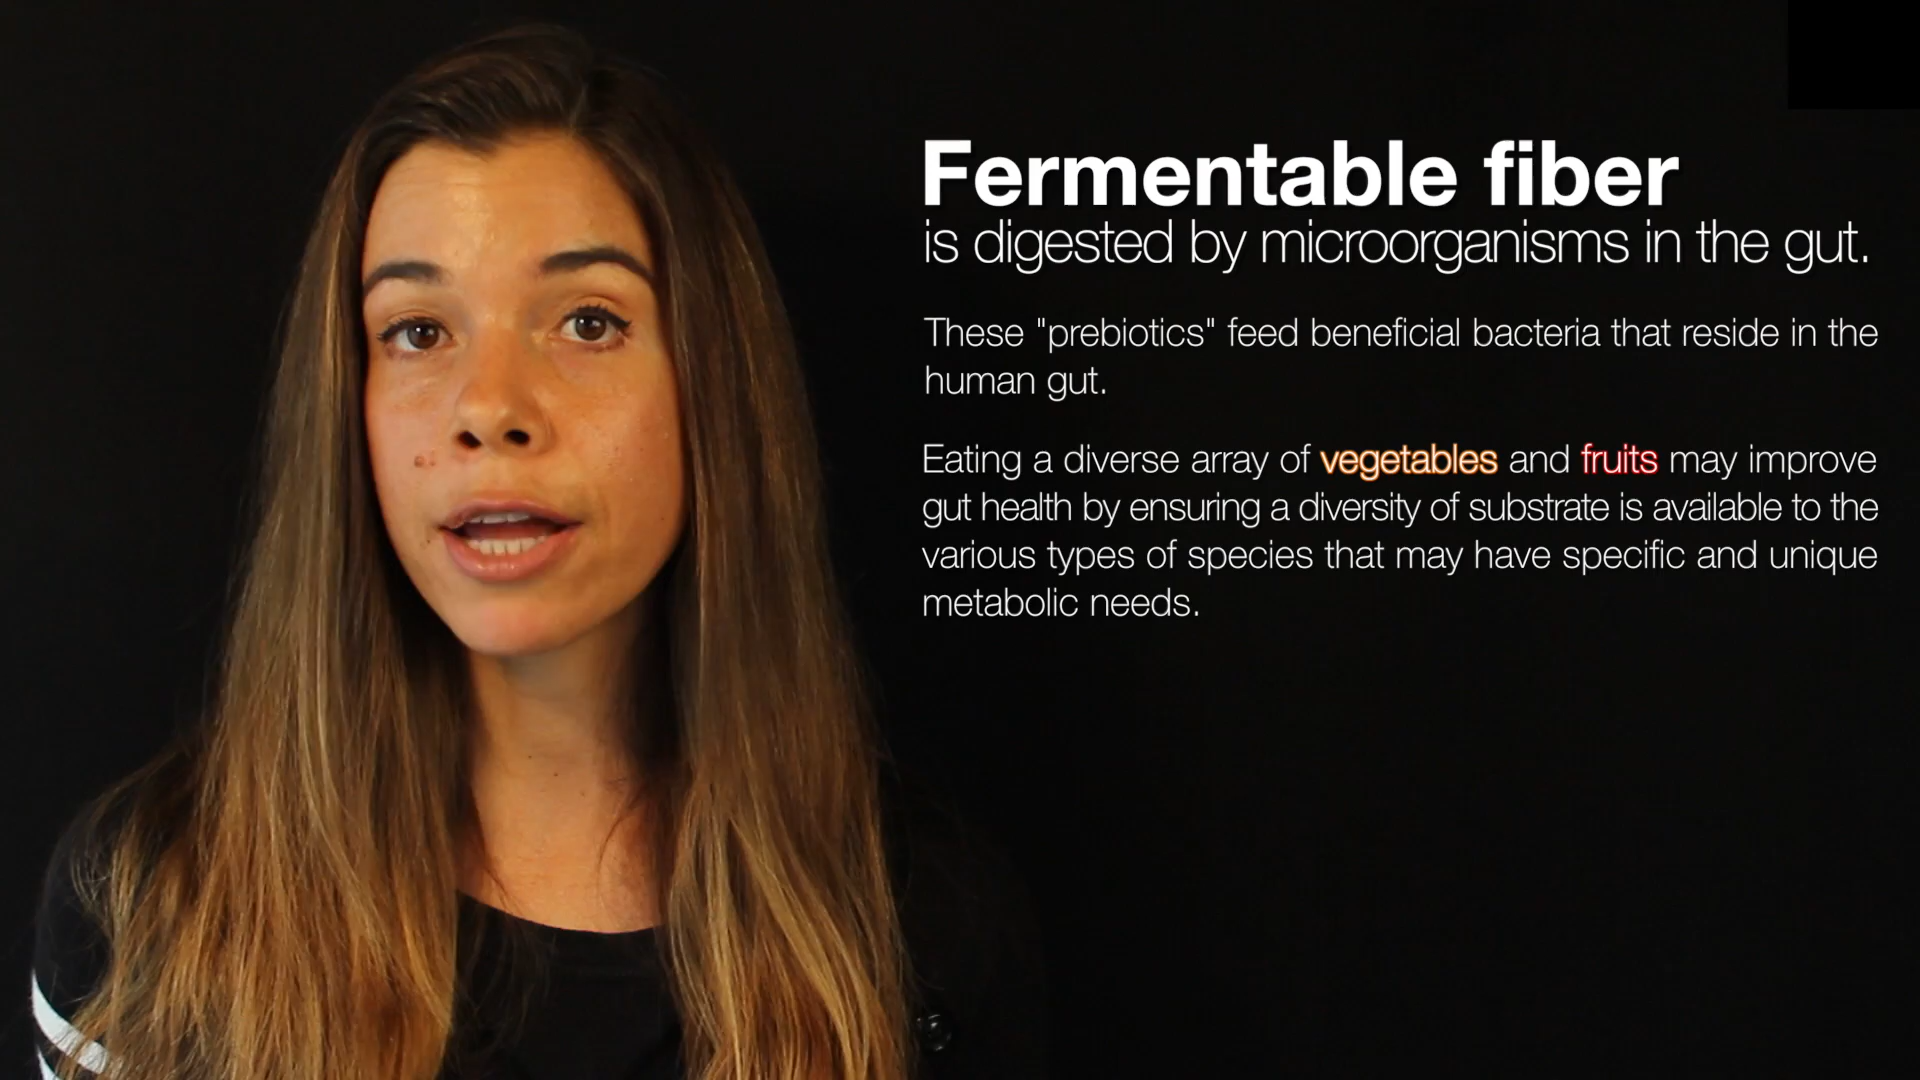 Fermentable fiber
is digested by microorganisms in the gut.
These "prebiotics" feed beneficial bacteria that reside in the
human gut.
Eating a diverse array of vegetables and fruits may improve
gut health by ensuring a diversity of substrate is available to the
various types of species that may have specific and unique
metabolic needs.